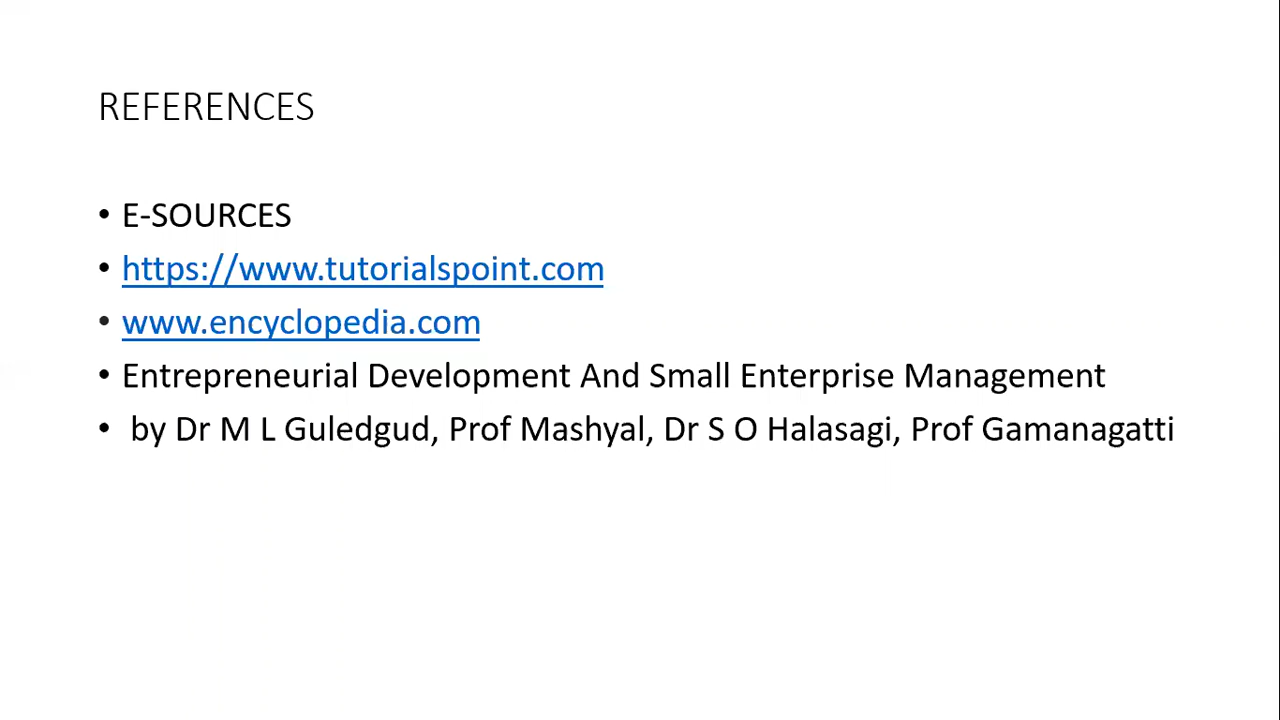 REFERENCES
• E-SOURCES
• https://www.tutorialspoint.com
• www.encyclopedia.com
• Entrepreneurial Development And Small Enterprise Management
• by Dr M L Guledgud, Prof Mashyal, Dr S O Halasagi, Prof Gamanagatti